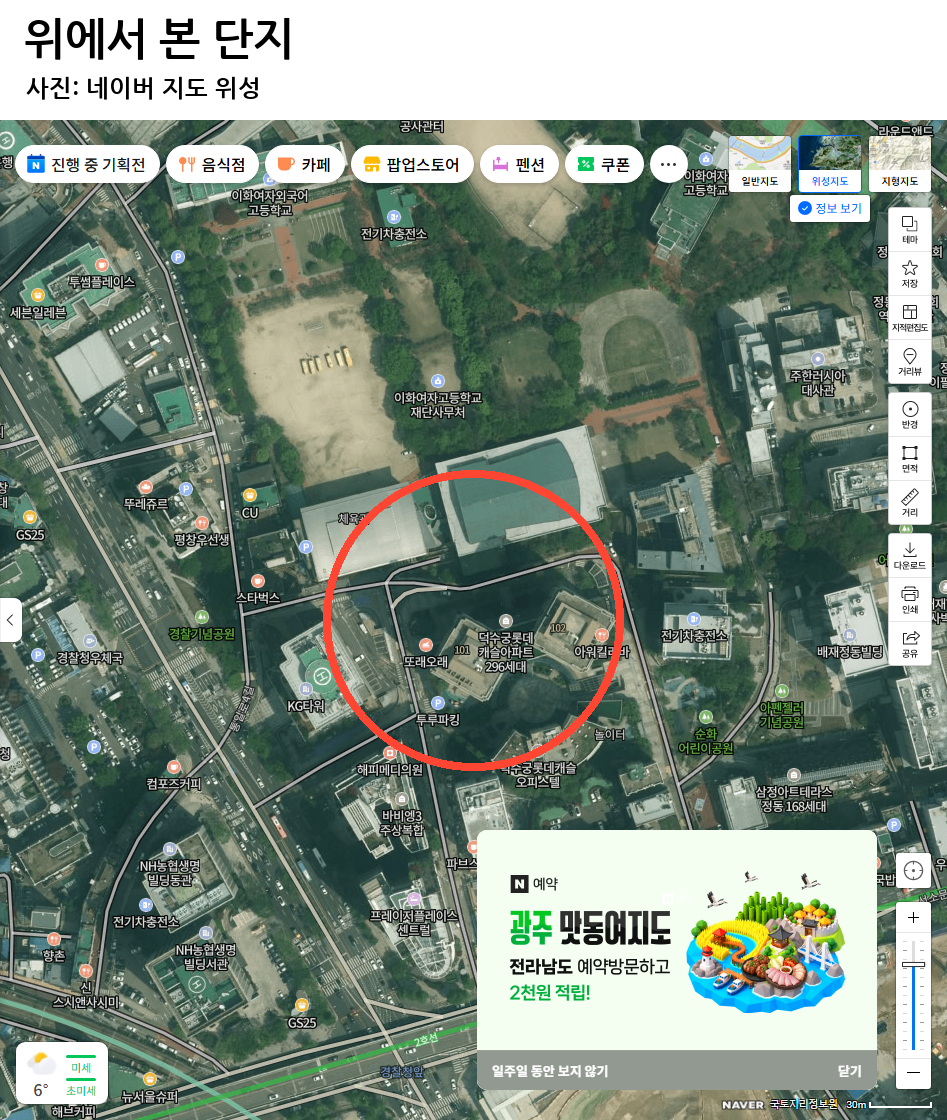 위에서 본 단지
사진: 네이버 지도 위성
공사관터
라운드앤드
진행 중 기획전
음식점
카페
팝업스토어
펜션
쿠폰
이화여자외국어
고등학교
이화여자
고등학교
일반지도
위성지도
지형지도
정보 보기
전기차충전소
투썸플레이스
세븐일레븐
테마
저장
지적편집도
거리뷰
반경
면적
거리
다운로드
인쇄
공유
주한러시아
대사관
이화여자고등학교
재단사무처
뚜레쥬르
CU
GS25
평창우선생
스타벅스
경찰기념공원
경찰청우체국
101
102
덕수궁롯데
캐슬아파트
296세대
또래오래
전기차충전소
배재정동빌딩
KG타워
투루파킹
놀이터
순화
어린이공원
아펜젤러
기념공원
해피메디의원
덕수궁롯데캐슬
오피스텔
컴포즈커피
삼정아트테라스
정동 168세대
바비엥3
주상복합
NH농협생명
빌딩동관
파브스
전기차충전소
프레이저플레이스
센트럴
NH농협생명
빌딩서관
향촌
신
스시앤사시미
GS25
2호선
경찰청앞
N 예약
광주 맛동여지도
전라남도 예약방문하고
2천원 적립!
일주일 동안 보지 않기
닫기
미세
초미세
6°
뉴서울슈퍼
해브커피
NAVER
국토지리정보원
30m